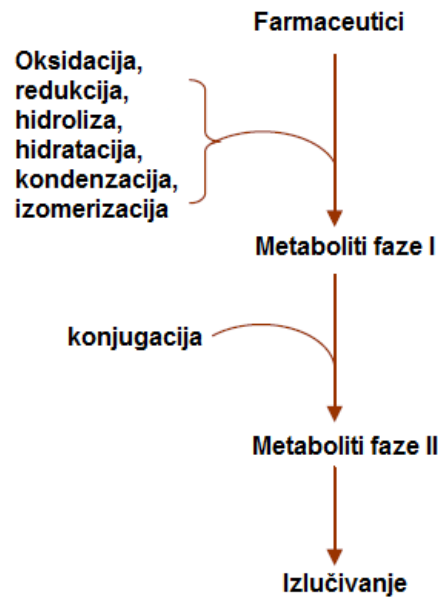 Farmaceutici
Oksidacija,
redukcija,
hidroliza,
hidratacija,
kondenzacija,
izomerizacija
Metaboliti faze I
konjugacija
Metaboliti faze II
Izlučivanje